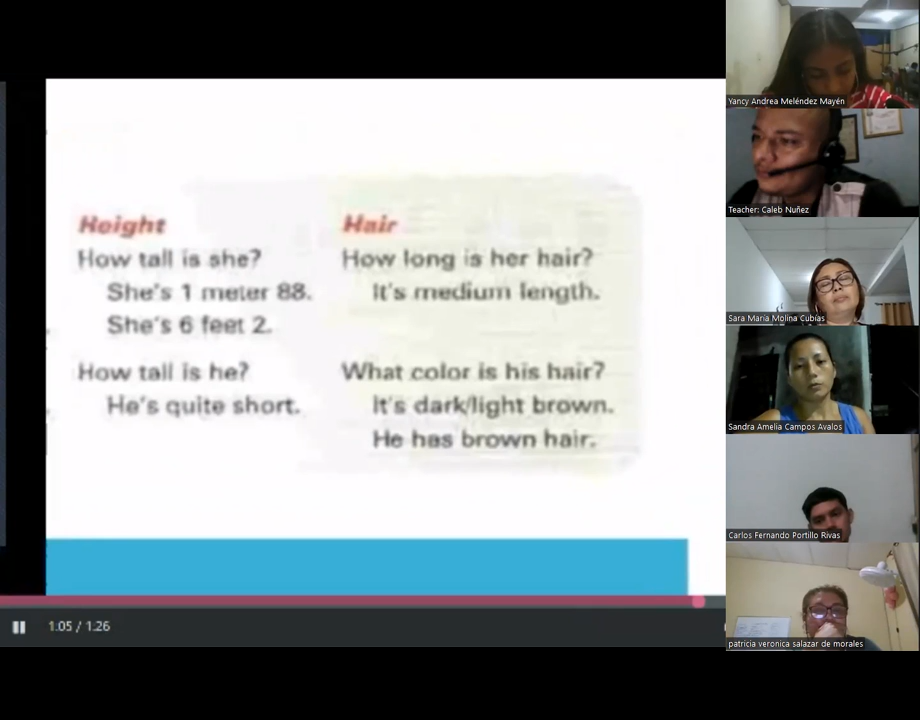 Height
How tall is she?
She's 1 meter 88.
She's 6 feet 2.
How tall is he?
He's quite short.
Hair
How long is her hair?
It's medium length.
What color is his hair?
It's dark/light brown.
He has brown hair.
1.05 / 1.26
Yancy Andrea Meléndez Mayén
Teacher: Caleb Nuñez
Sara María Molina Cubías
Sandra Amelia Campos Avalos
Carlos Fernando Portillo Rivas
patricia veronica salazar de morales